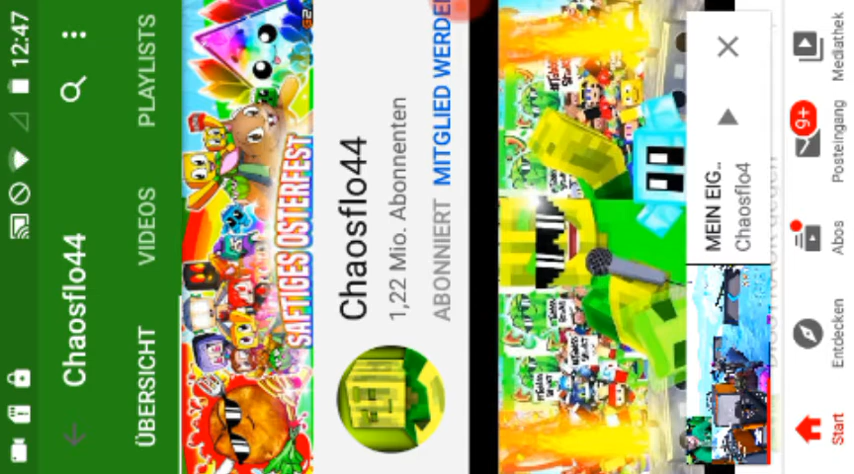 12:47
Chaosflo44
ÜBERSICHT VIDEOS PLAYLISTS
SAFTIGES OSTERFEST
Chaosflo44
1,22 Mio. Abonnenten
ABONNIERT MITGLIED WERDEN
MEIN EIG..
Chaosflo4
9+
Start Entdecken Abos Posteingang Mediathek